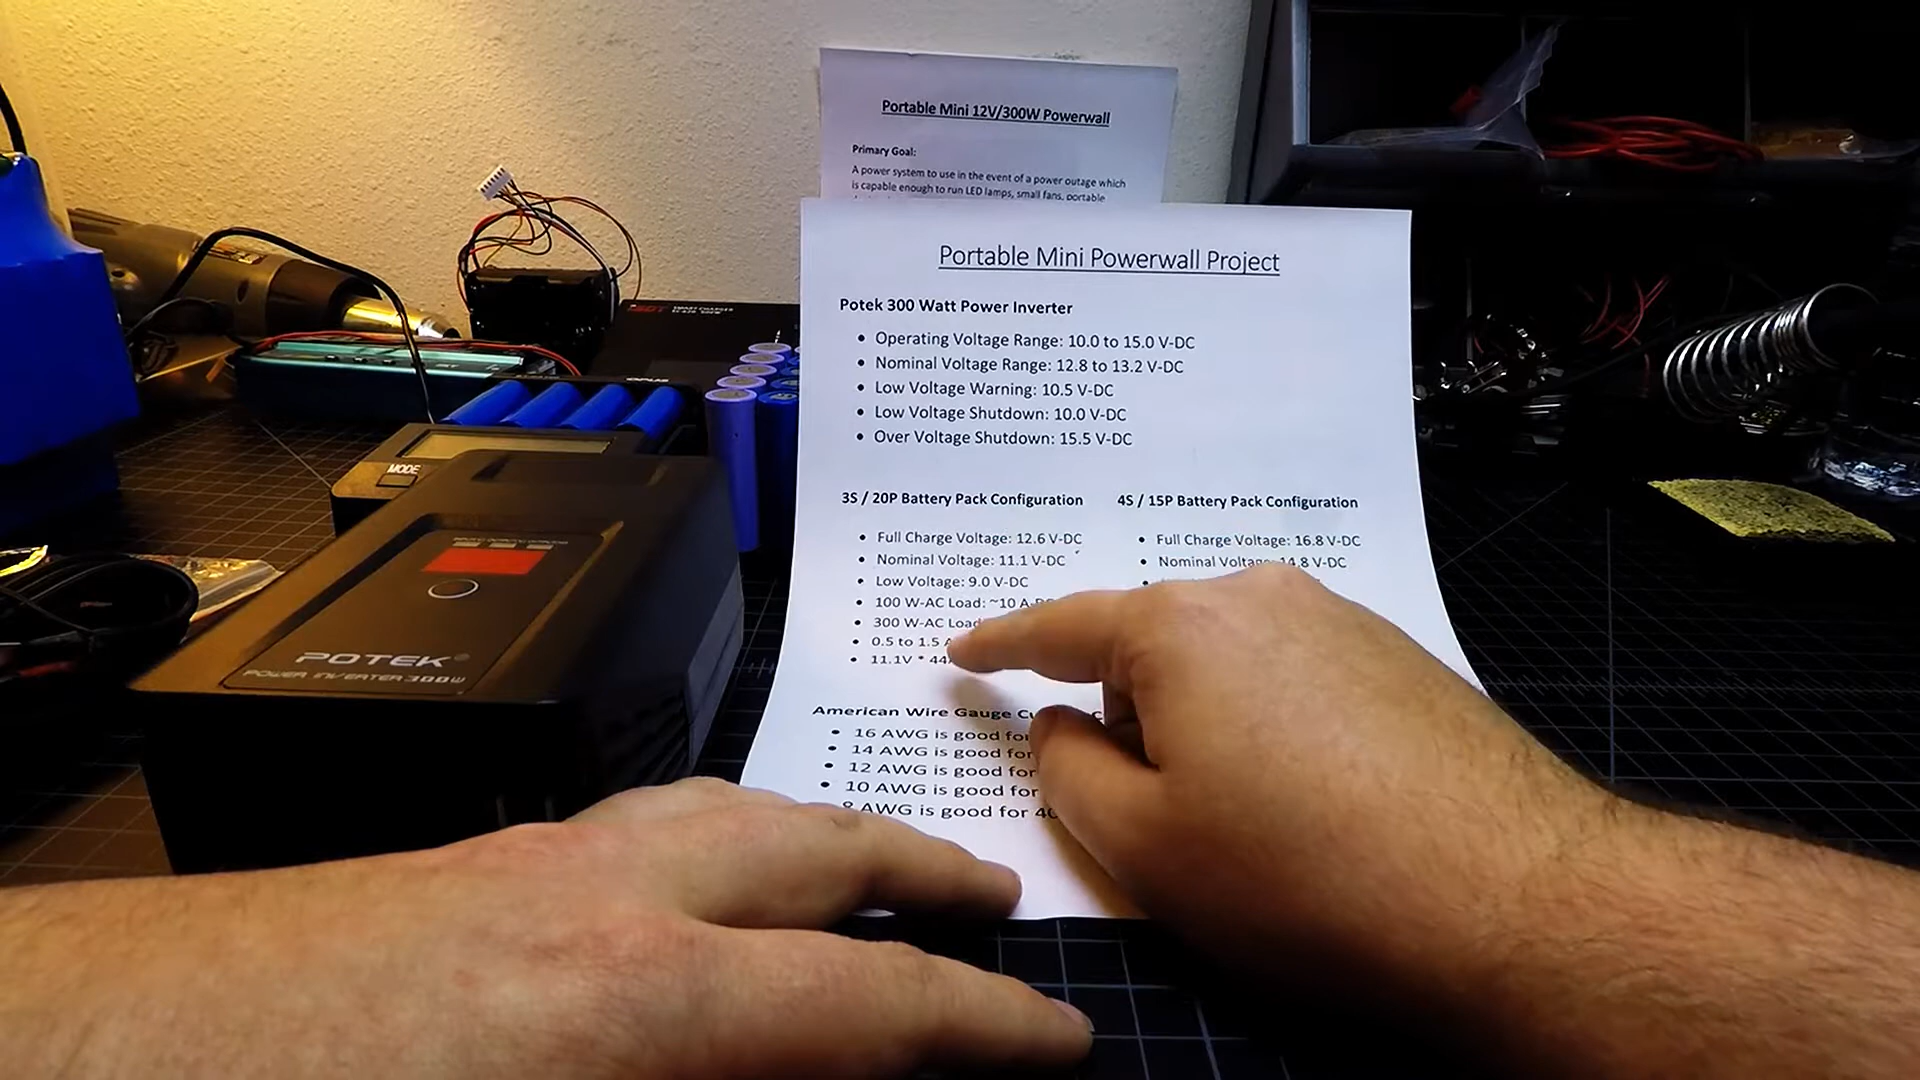 Portable Mini 12V/300W Powerwall
Primary Goal:
A power system to use in the event of a power outage which
is capable enough to run LED lamps, small fans, portable
Portable Mini Powerwall Project
Potek 300 Watt Power Inverter
• Operating Voltage Range: 10.0 to 15.0 V-DC
• Nominal Voltage Range: 12.8 to 13.2 V-DC
• Low Voltage Warning: 10.5 V-DC
• Low Voltage Shutdown: 10.0 V-DC
• Over Voltage Shutdown: 15.5 V-DC
3S / 20P Battery Pack Configuration
• Full Charge Voltage: 12.6 V-DC
• Nominal Voltage: 11.1 V-DC
• Low Voltage: 9.0 V-DC
• 100 W-AC Load: ~10 A-DC
• 300 W-AC Load
• 0.5 to 1.5
• 11.1V * 44
4S / 15P Battery Pack Configuration
• Full Charge Voltage: 16.8 V-DC
• Nominal Voltage: 14.8 V-DC
American Wire Gauge
• 16 AWG is good for
• 14 AWG is good for
• 12 AWG is good for
• 10 AWG is good for
8 AWG is good for 40
MODE
POTEK
POWER INVERTER 300W